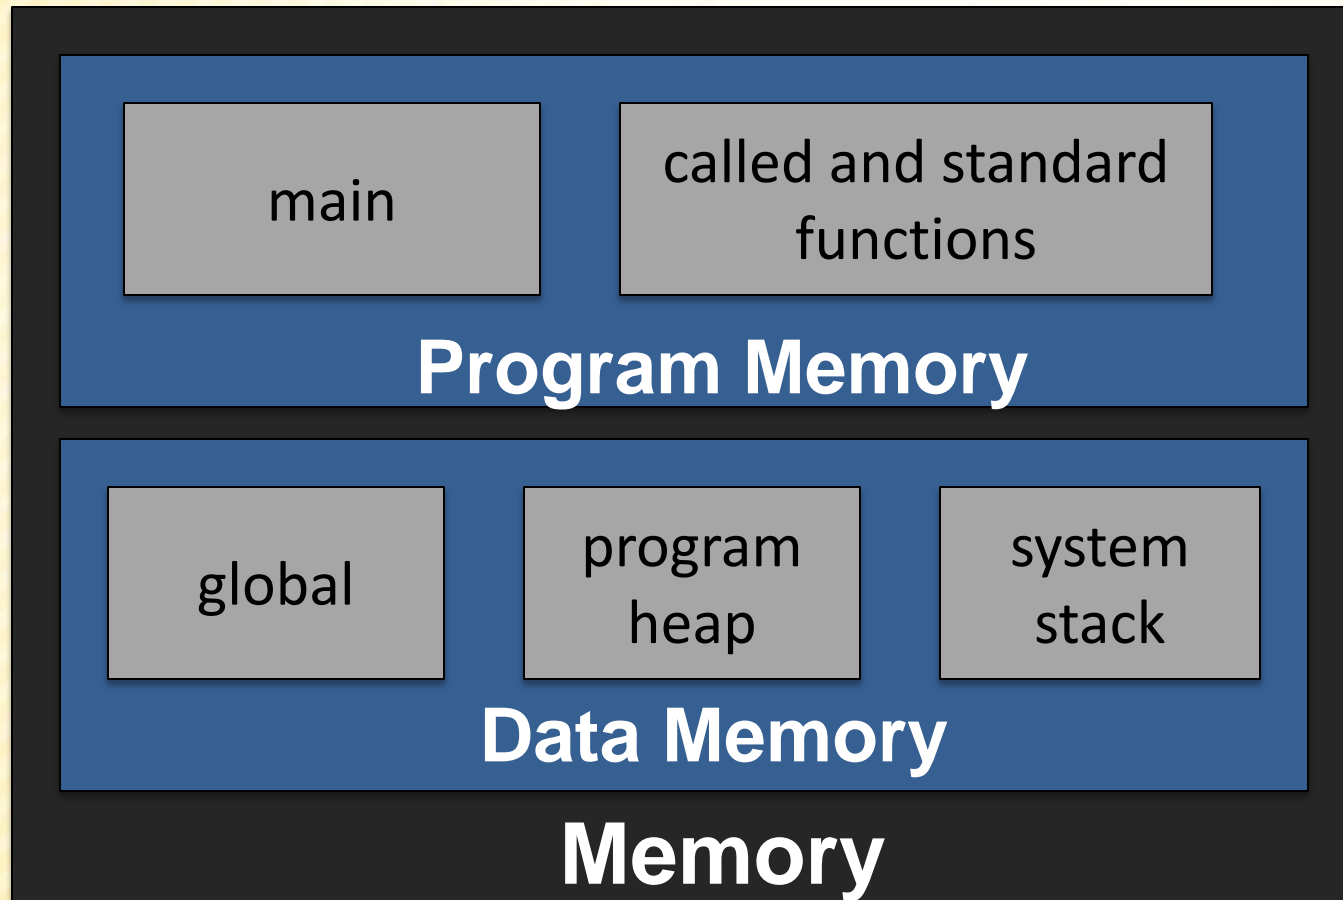 main
called and standard
functions
Program Memory
global
program
heap
system
stack
Data Memory
Memory